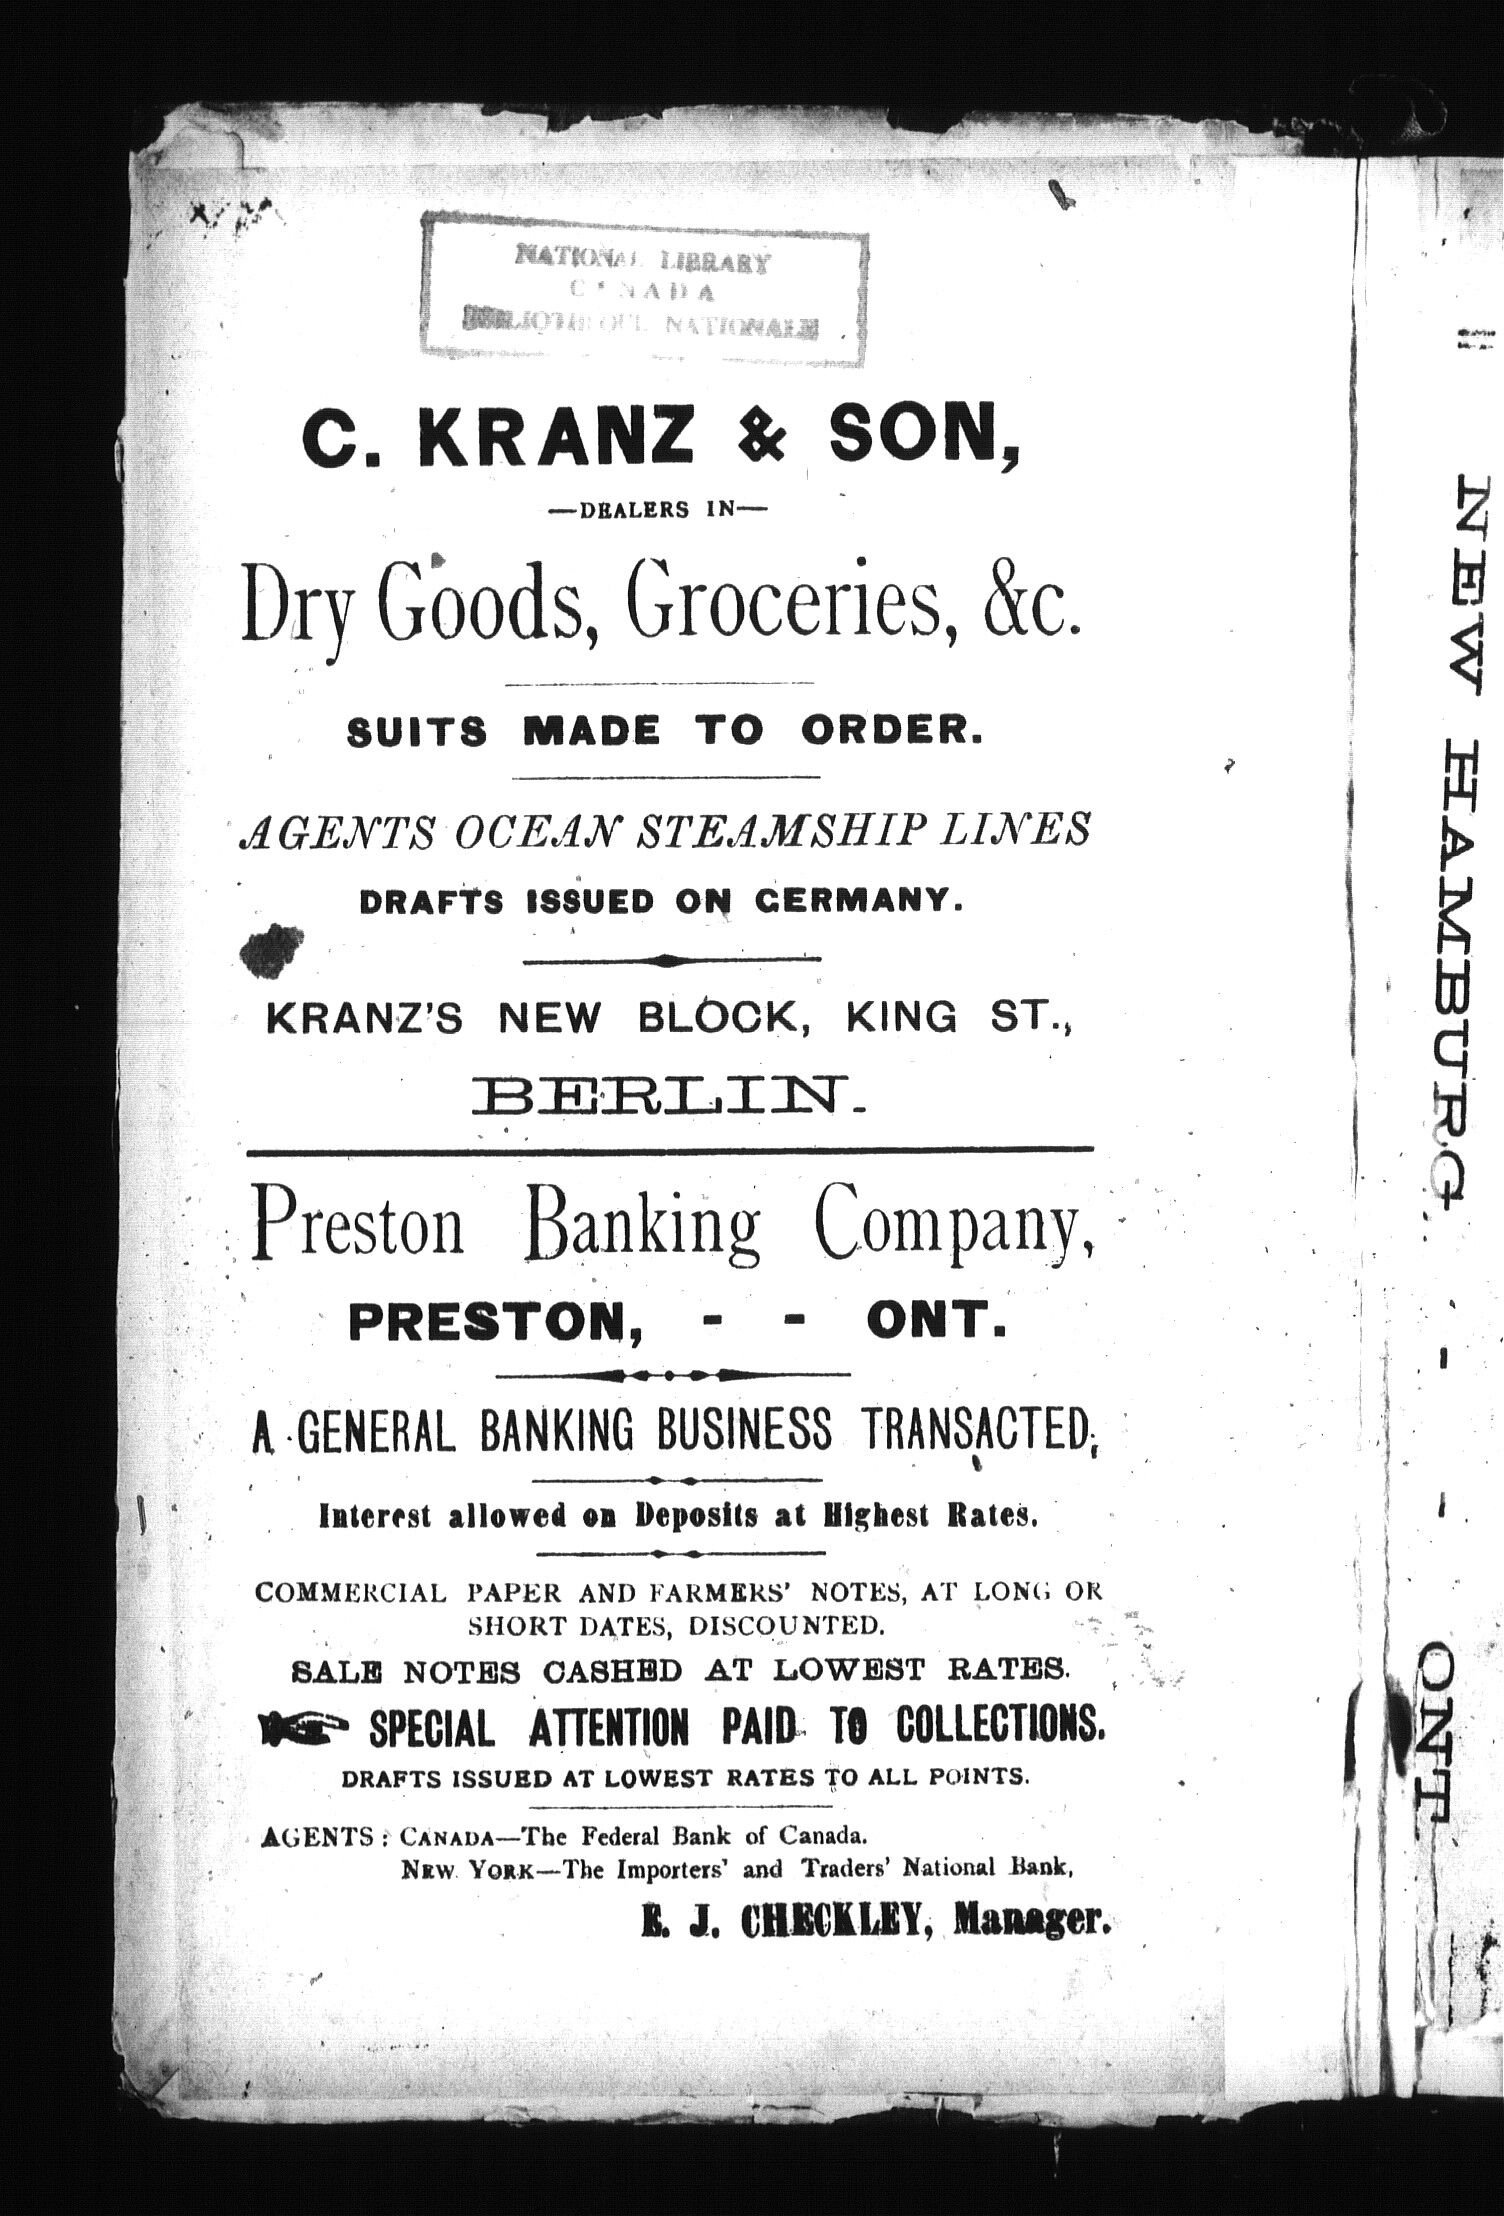 NATIONAL LIBRARY
CANADA
BIBLIOTHEQUE NATIONALE
C. KRANZ & SON,
—DEALERS IN—
Dry Goods, Groceries, &c.
SUITS MADE TO ORDER.
AGENTS OCEAN STEAMSHIP LINES
DRAFTS ISSUED ON GERMANY.
KRANZ'S NEW BLOCK, KING ST.,
BERLIN.
Preston Banking Company,
PRESTON, - - ONT.
A GENERAL BANKING BUSINESS TRANSACTED,
Interest allowed on Deposits at Highest Rates.
COMMERCIAL PAPER AND FARMERS' NOTES, AT LONG OR
SHORT DATES, DISCOUNTED.
SALE NOTES CASHED AT LOWEST RATES.
SPECIAL ATTENTION PAID TO COLLECTIONS.
DRAFTS ISSUED AT LOWEST RATES TO ALL POINTS.
AGENTS: CANADA—The Federal Bank of Canada.
NEW YORK—The Importers' and Traders' National Bank,
E. J. CHECKLEY, Manager.
NEW HAMBURG - - ONT